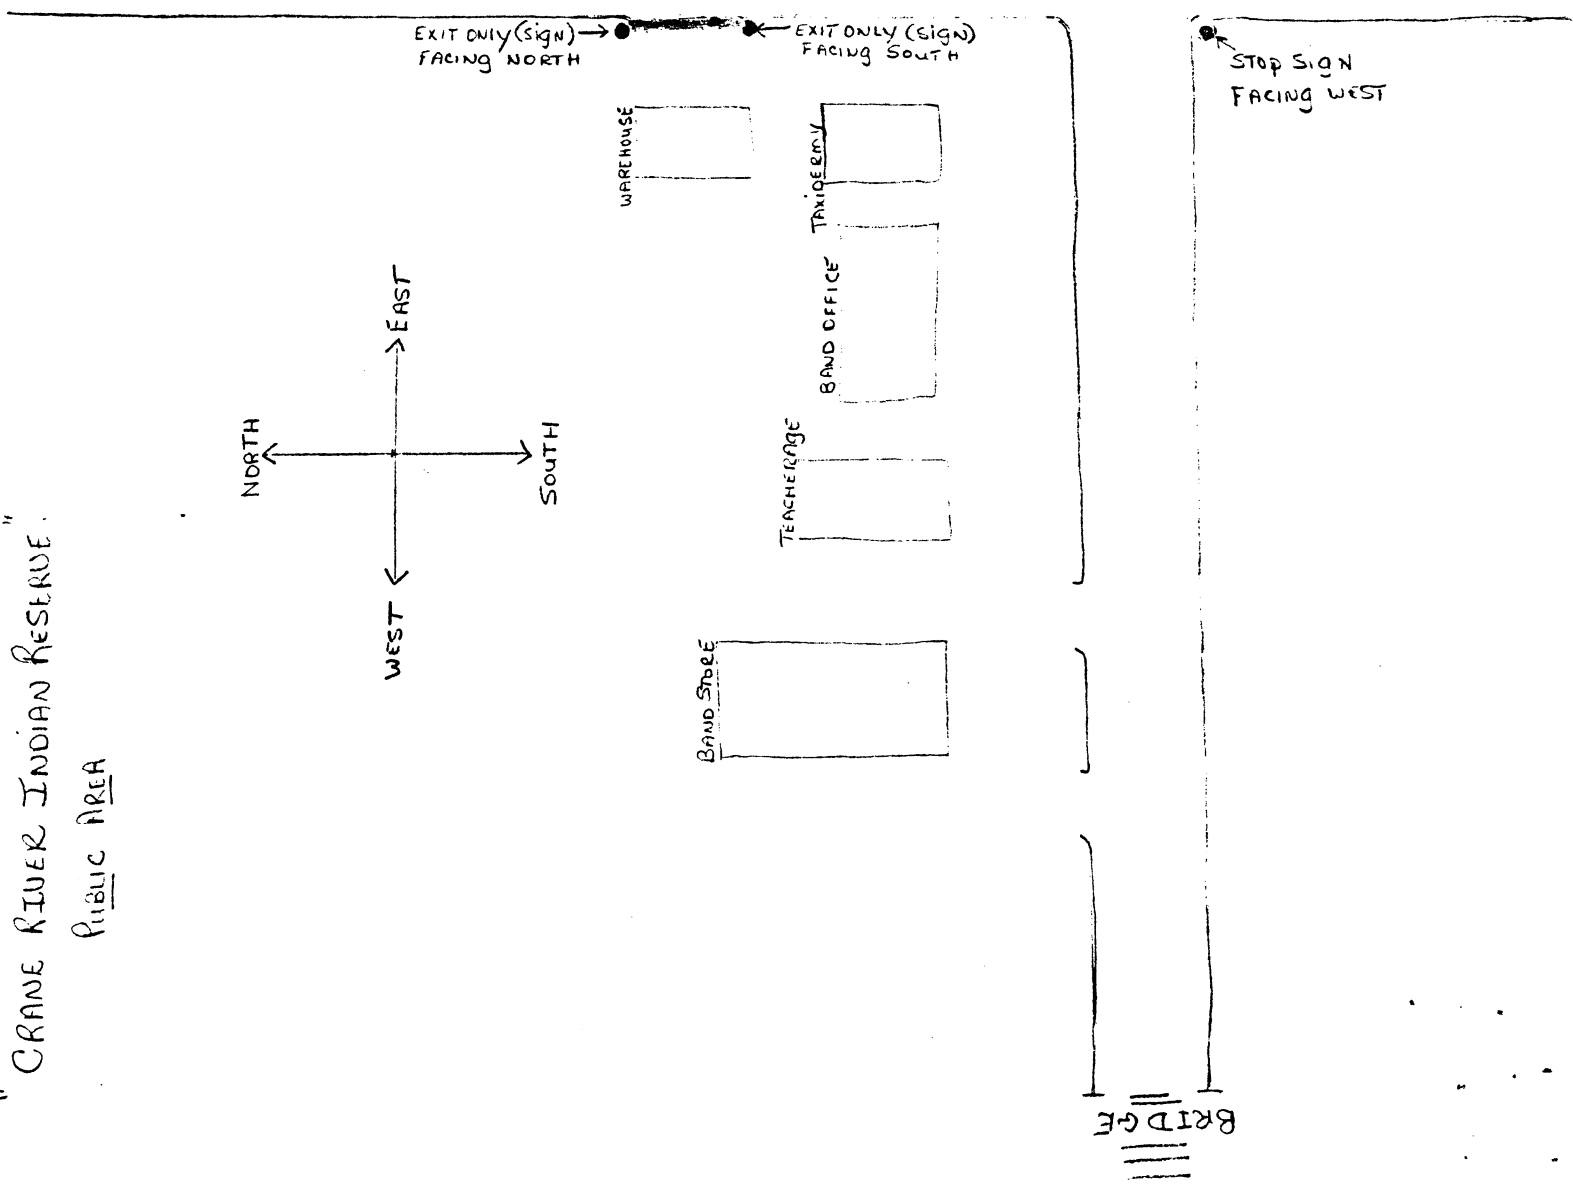 "CRANE RIVER INDIAN RESERVE".
PUBLIC AREA
EXIT ONLY (SIGN)
FACING NORTH
EXIT ONLY (SIGN)
FACING SOUTH
STOP SIGN
FACING WEST
WAREHOUSE
TAXIDERMY
BAND OFFICE
TEACHERAGE
BAND STORE
EAST
NORTH
SOUTH
WEST
BRIDGE